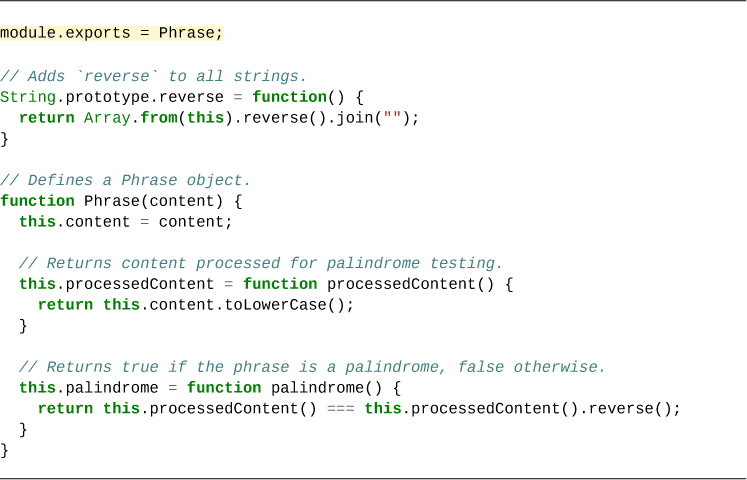 module.exports = Phrase;
// Adds `reverse` to all strings.
String.prototype.reverse = function() {
  return Array.from(this).reverse().join("");
}
// Defines a Phrase object.
function Phrase(content) {
  this.content = content;
  // Returns content processed for palindrome testing.
  this.processedContent = function processedContent() {
    return this.content.toLowerCase();
  }
  // Returns true if the phrase is a palindrome, false otherwise.
  this.palindrome = function palindrome() {
    return this.processedContent() === this.processedContent().reverse();
  }
}